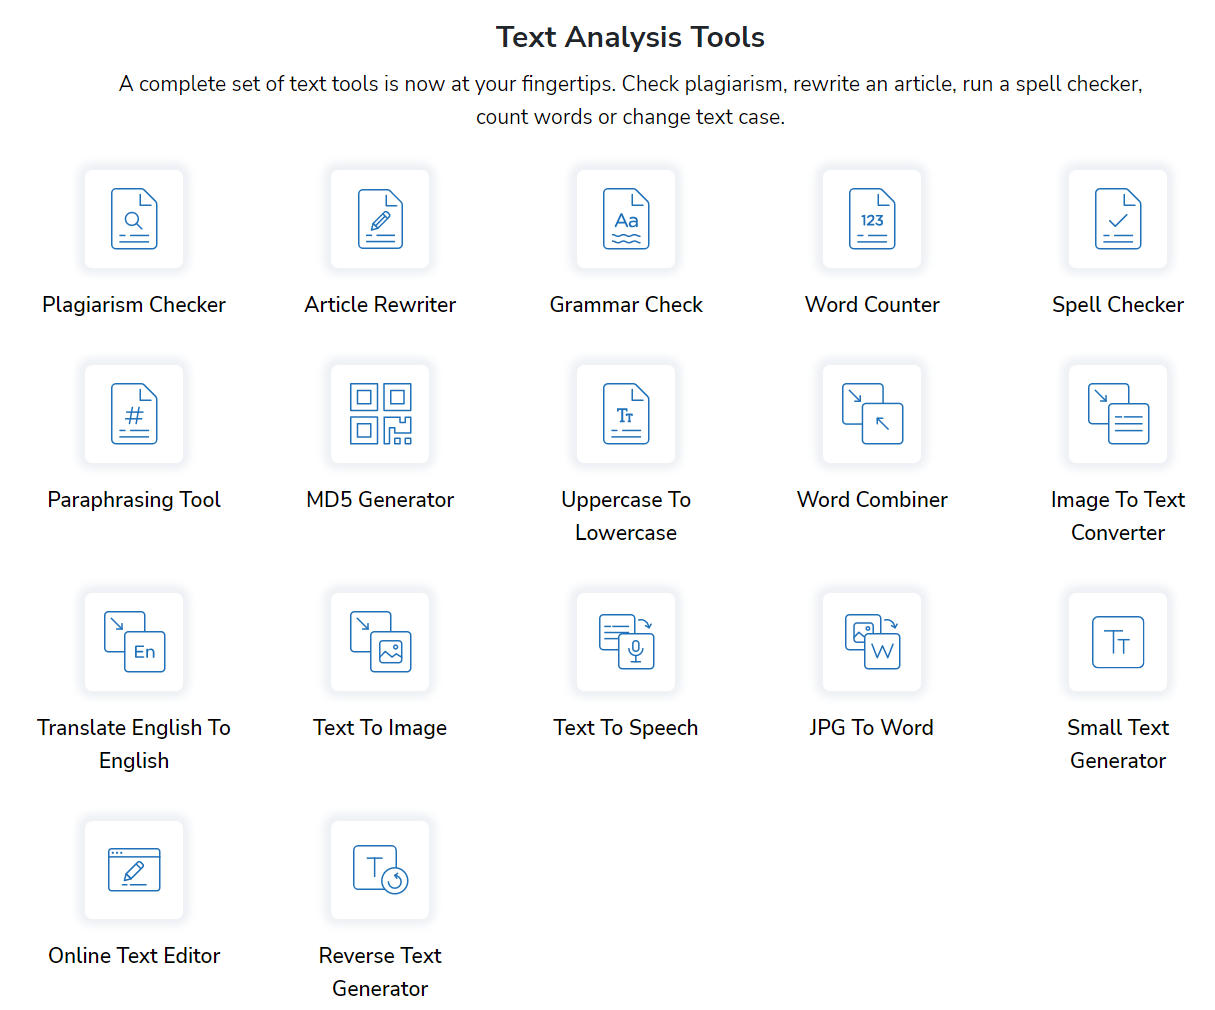 Text Analysis Tools
A complete set of text tools is now at your fingertips. Check plagiarism, rewrite an article, run a spell checker,
count words or change text case.
Aa
123
Plagiarism Checker
Article Rewriter
Grammar Check
Word Counter
Spell Checker
#
Tт
Paraphrasing Tool
MD5 Generator
Uppercase To
Lowercase
Word Combiner
Image To Text
Converter
En
W
Tт
Translate English To
English
Text To Image
Text To Speech
JPG To Word
Small Text
Generator
T
Online Text Editor
Reverse Text
Generator